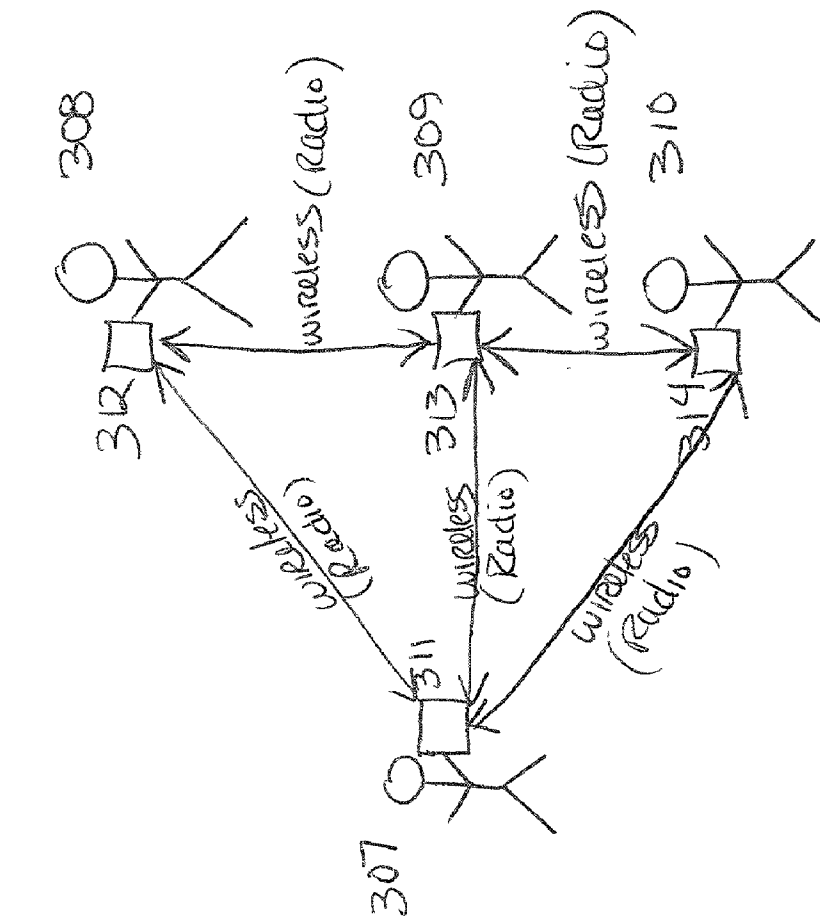 308
309
310
wireless (Radio)
wireless (Radio)
312
313
314
wireless
(Radio)
wireless
(Radio)
wireless
(Radio)
311
307